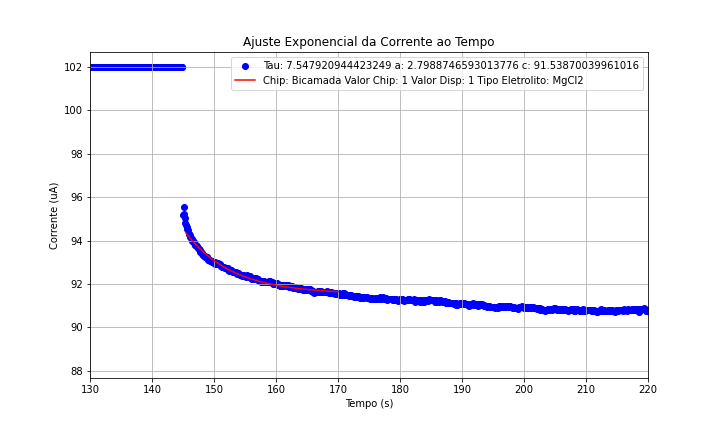 Ajuste Exponencial da Corrente ao Tempo
Tau: 7.547920944423249 a: 2.7988746593013776 c: 91.53870039961016
Chip: Bicamada Valor Chip: 1 Valor Disp: 1 Tipo Eletrolito: MgCl2
Corrente (uA)
102
100
98
96
94
92
90
88
130 140 150 160 170 180 190 200 210 220
Tempo (s)